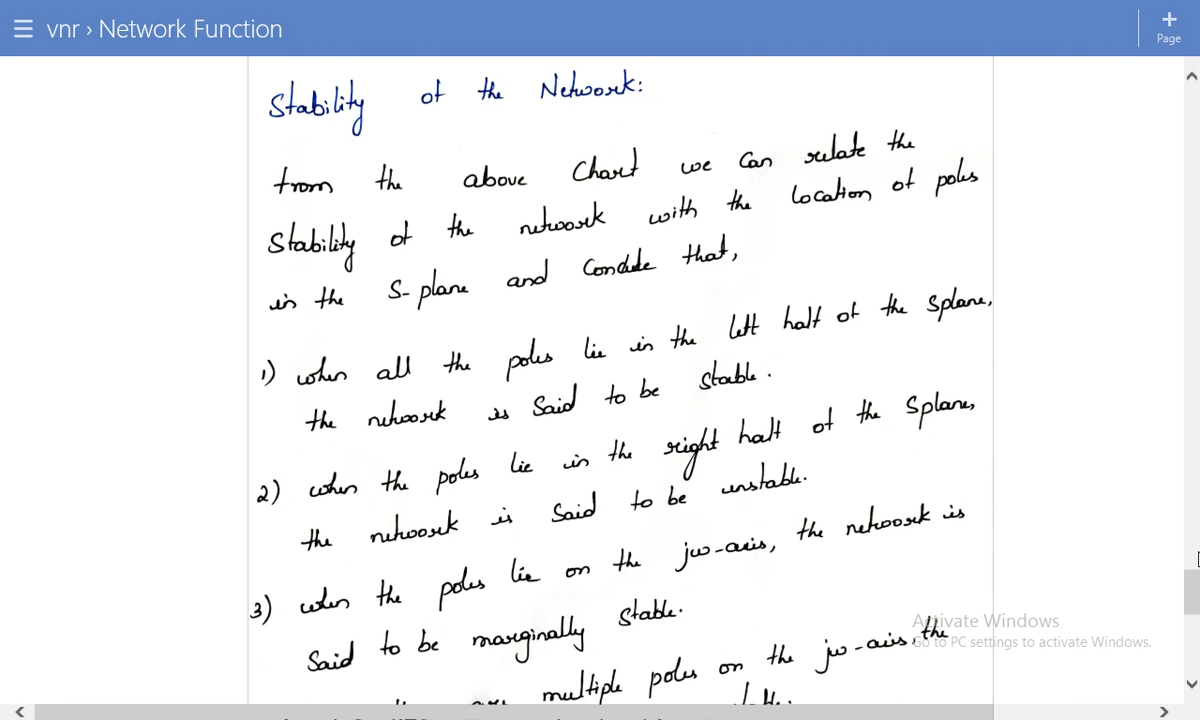 vnr › Network Function
Page
Stability of the Network:
from the above Chart we can relate the
Stability of the network with the location of poles
in the S-plane and Conclude that,
1) when all the poles lie in the left half of the Splane,
the network is Said to be stable.
2) when the poles lie in the right half of the Splane,
the network is Said to be unstable.
3) when the poles lie on the jω-axis, the network is
Said to be marginally stable.
multiple poles on the jω-axis, the
Activate Windows
Go to PC settings to activate Windows.